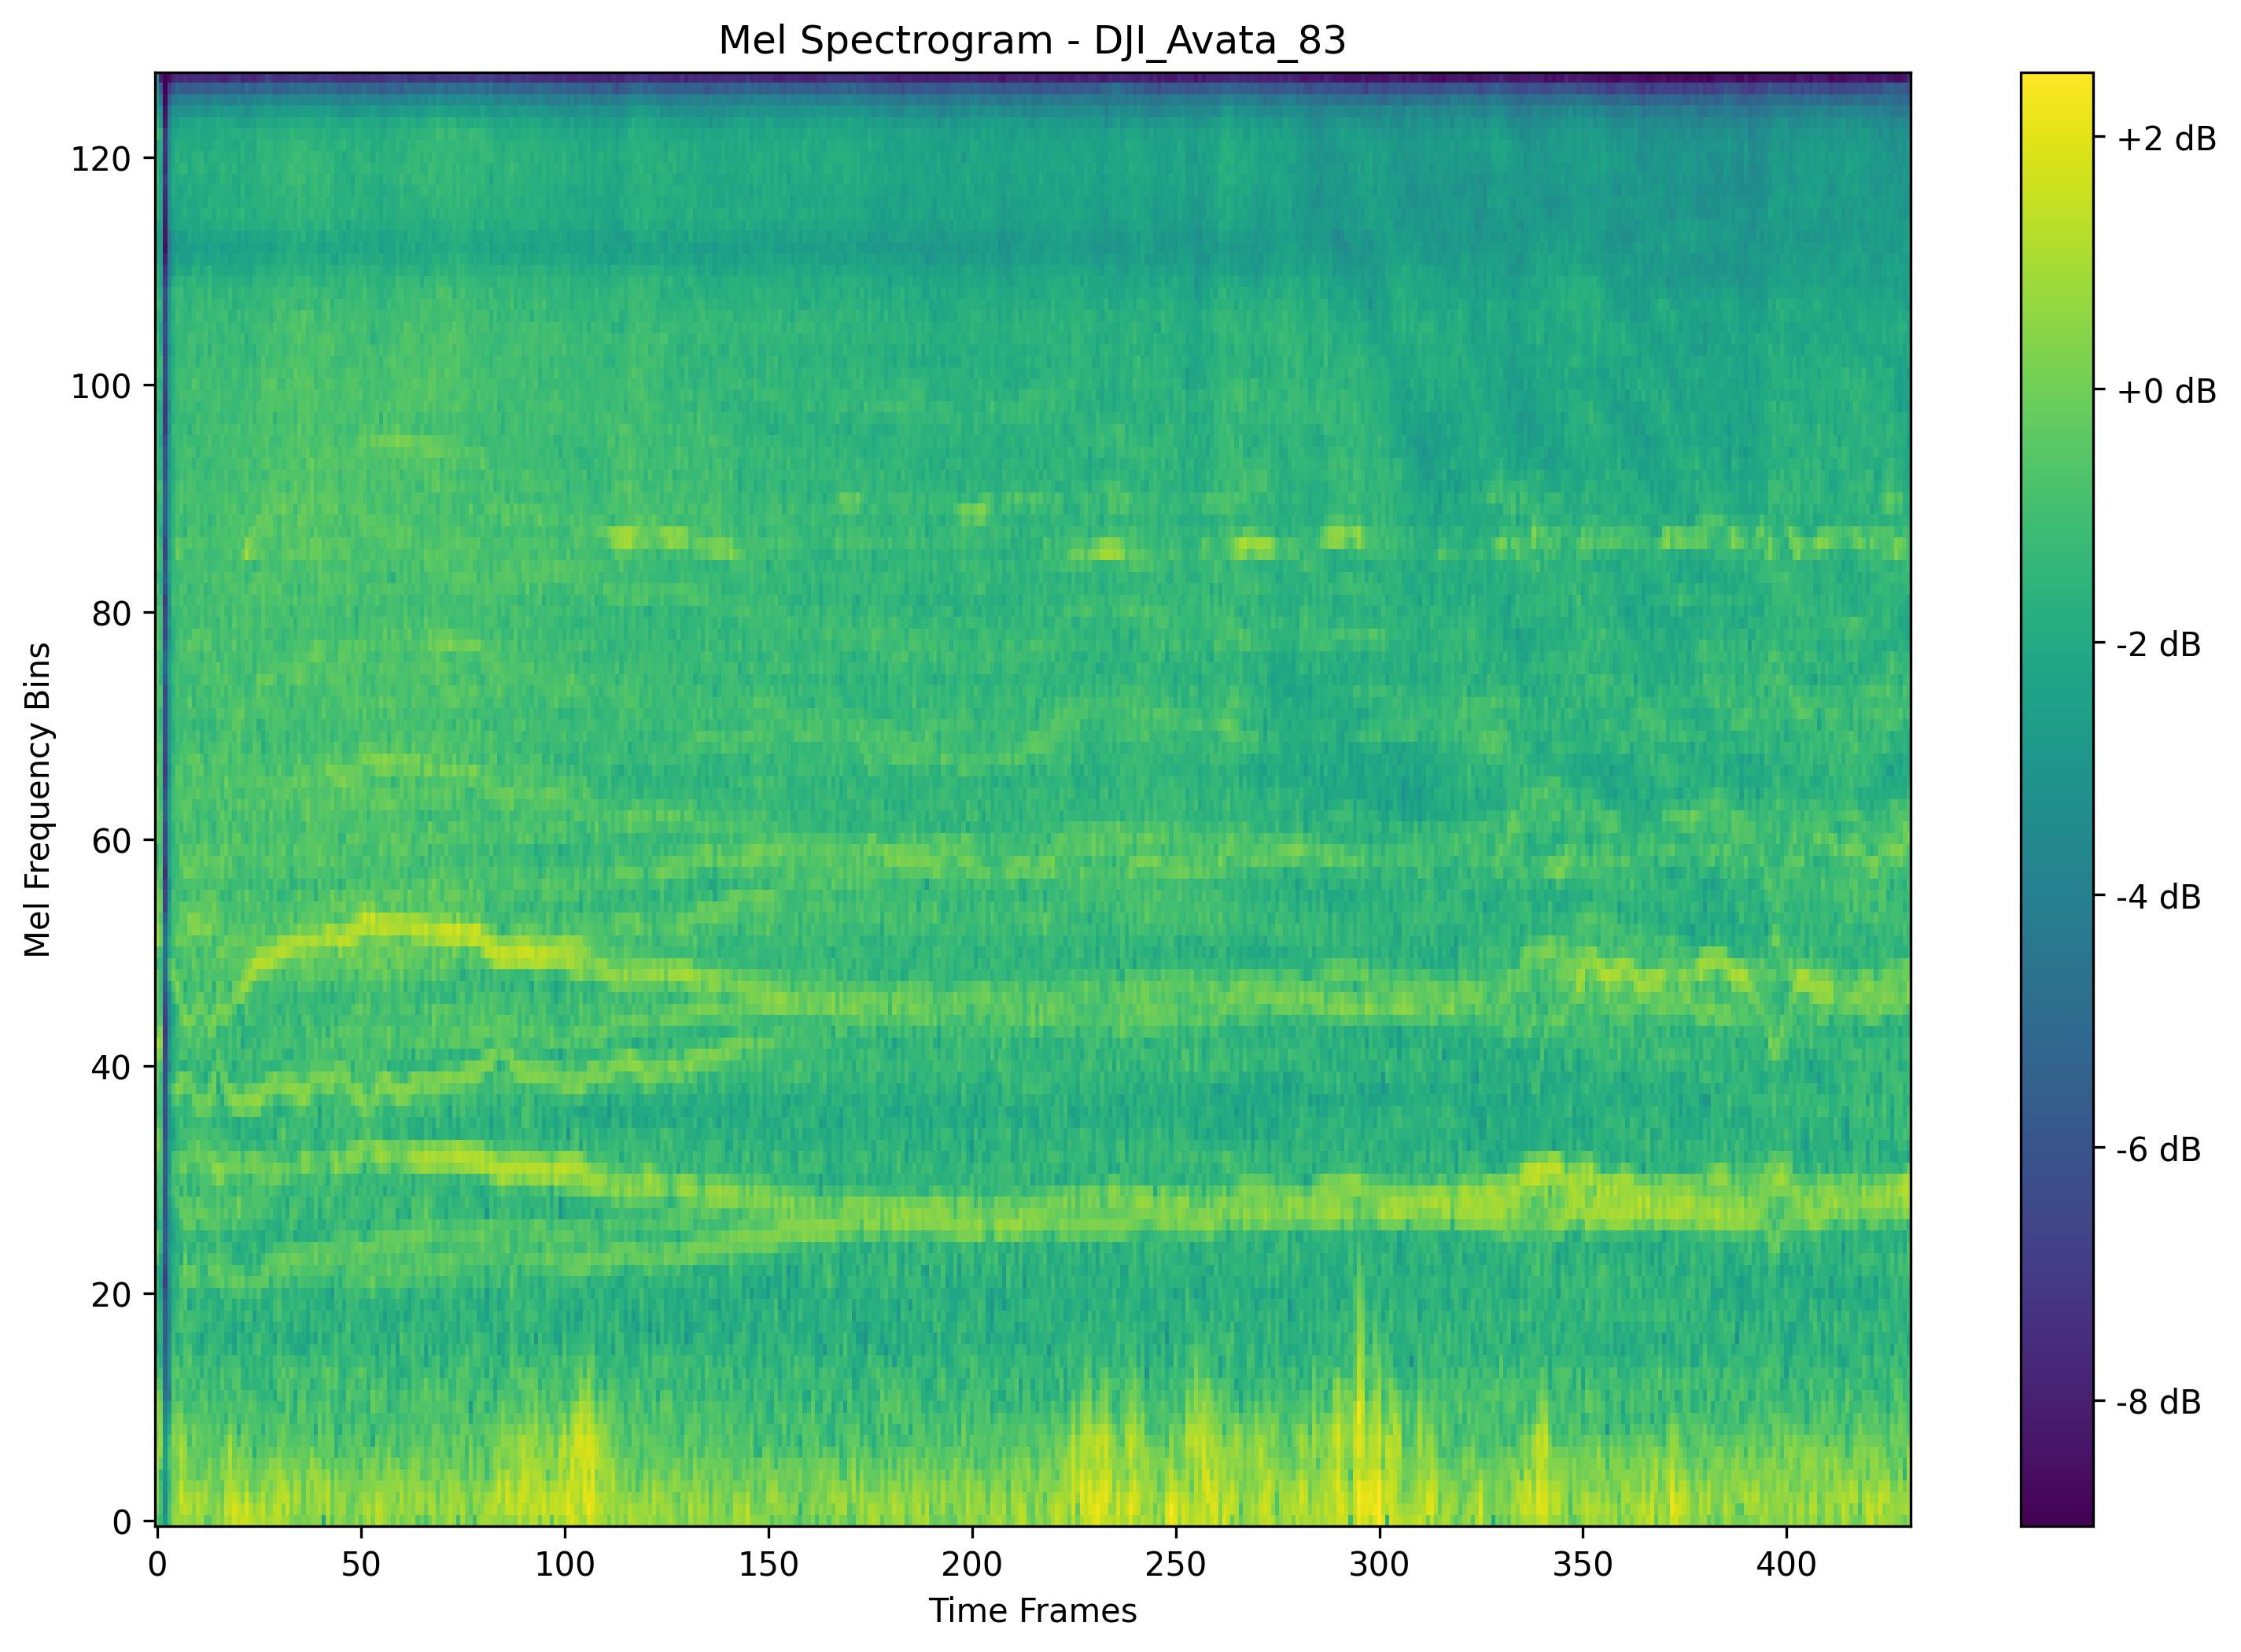 Mel Spectrogram - DJI_Avata_83
Mel Frequency Bins
120
100
80
60
40
20
0
0 50 100 150 200 250 300 350 400
Time Frames
+2 dB
+0 dB
-2 dB
-4 dB
-6 dB
-8 dB